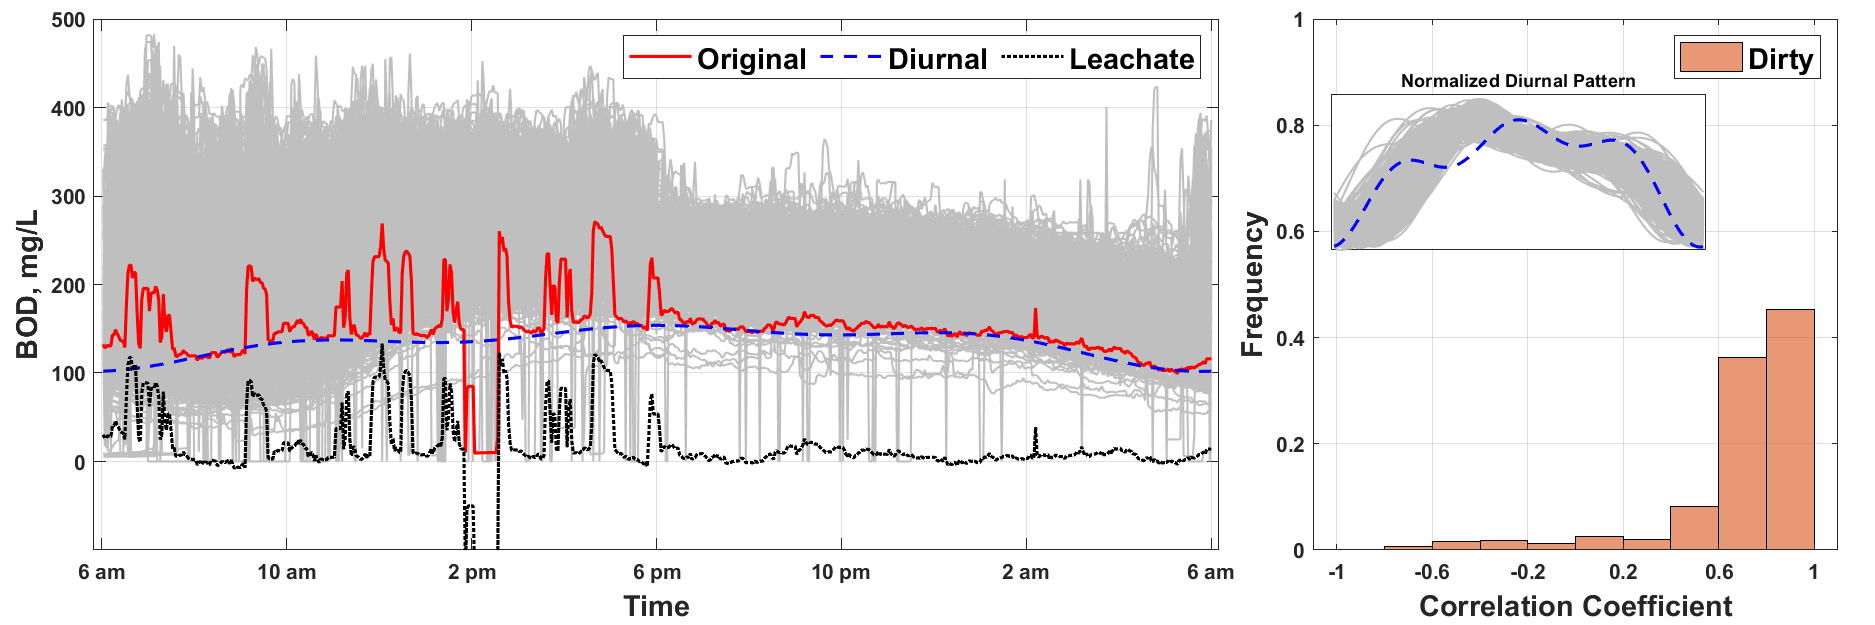 500
400
300
200
100
0
BOD, mg/L
Original
Diurnal
Leachate
6 am
10 am
2 pm
6 pm
10 pm
2 am
6 am
Time
1
0.8
0.6
0.4
0.2
0
Frequency
Dirty
Normalized Diurnal Pattern
-1
-0.6
-0.2
0.2
0.6
1
Correlation Coefficient